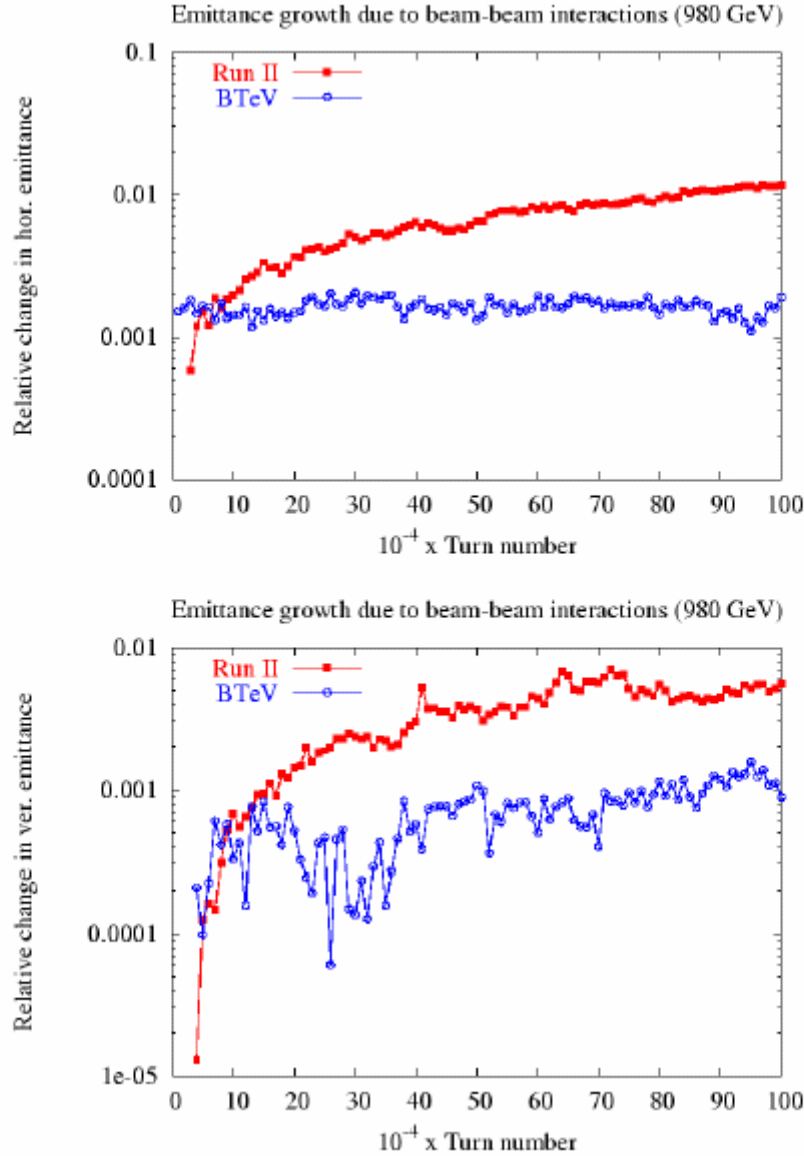 Emittance growth due to beam-beam interactions (980 GeV)
0.1
Run II
BTeV
0.01
0.001
0.0001
Relative change in hor. emittance
0 10 20 30 40 50 60 70 80 90 100
10⁻⁴ x Turn number
Emittance growth due to beam-beam interactions (980 GeV)
0.01
Run II
BTeV
0.001
0.0001
1e-05
Relative change in ver. emittance
0 10 20 30 40 50 60 70 80 90 100
10⁻⁴ x Turn number